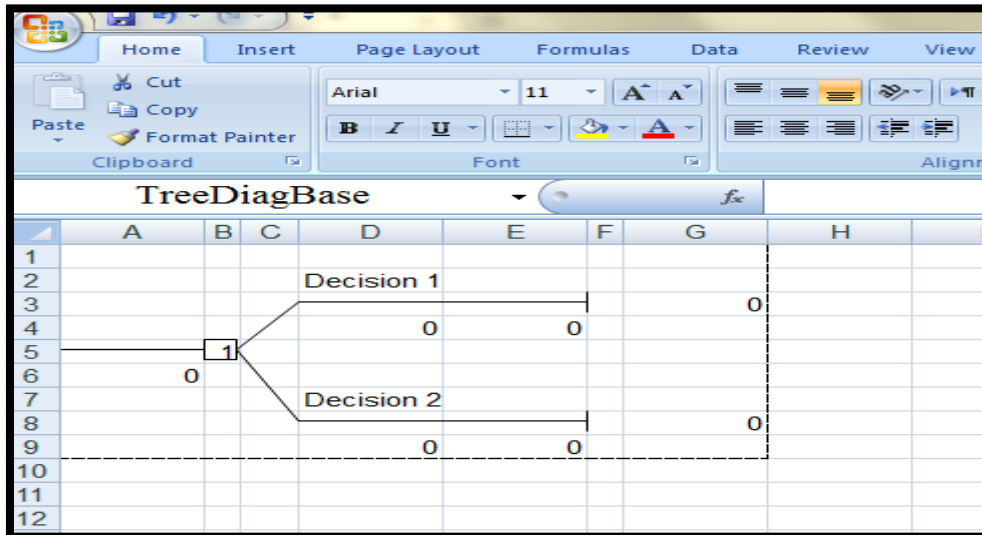 Home Insert Page Layout Formulas Data Review View
Cut
Copy
Paste
Format Painter
Clipboard
Arial 11 A A
B I U A
Font
Alignr
TreeDiagBase fx
A B C D E F G H
1
2 Decision 1
3 0
4 0 0
5 1
6 0
7 Decision 2
8 0
9 0 0
10
11
12